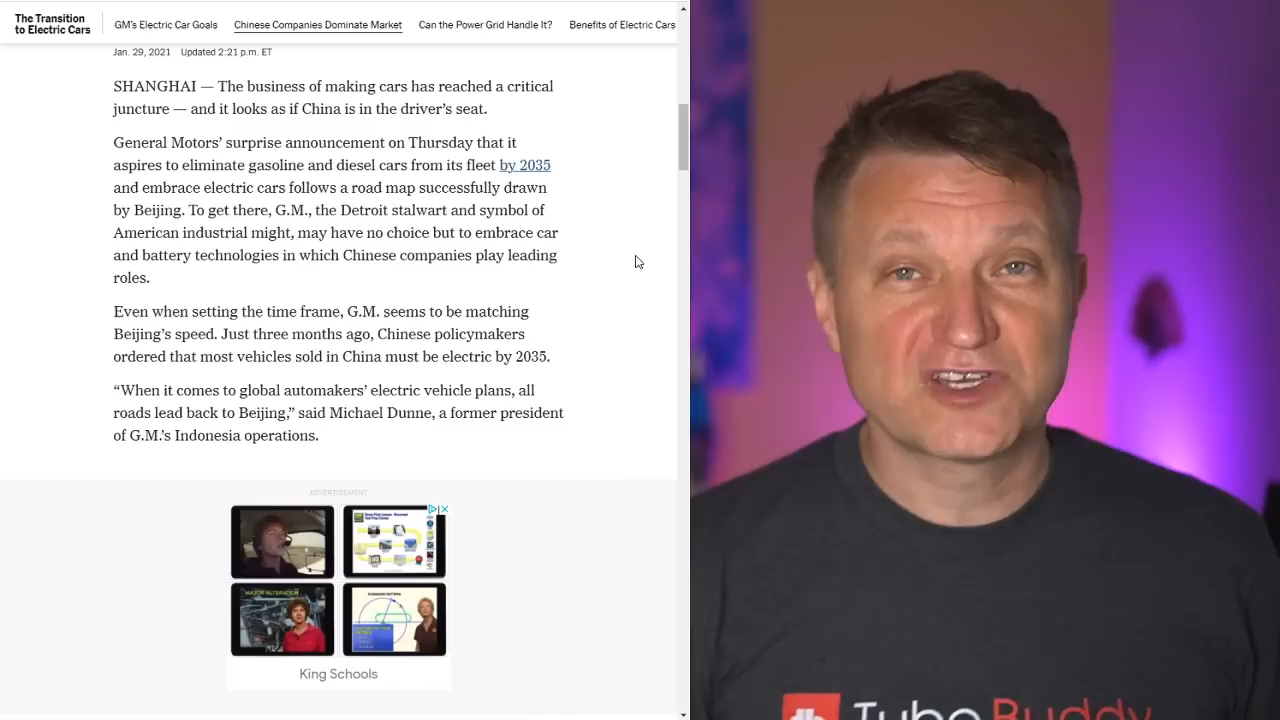 The Transition
to Electric Cars
GM's Electric Car Goals
Chinese Companies Dominate Market
Can the Power Grid Handle It?
Benefits of Electric Cars
Jan. 29, 2021 Updated 2:21 p.m. ET
SHANGHAI — The business of making cars has reached a critical
juncture — and it looks as if China is in the driver's seat.
General Motors' surprise announcement on Thursday that it
aspires to eliminate gasoline and diesel cars from its fleet by 2035
and embrace electric cars follows a road map successfully drawn
by Beijing. To get there, G.M., the Detroit stalwart and symbol of
American industrial might, may have no choice but to embrace car
and battery technologies in which Chinese companies play leading
roles.
Even when setting the time frame, G.M. seems to be matching
Beijing's speed. Just three months ago, Chinese policymakers
ordered that most vehicles sold in China must be electric by 2035.
“When it comes to global automakers' electric vehicle plans, all
roads lead back to Beijing,” said Michael Dunne, a former president
of G.M.'s Indonesia operations.
ADVERTISEMENT
MAJOR ALTERATION
STANDARD PATTERN
King Schools
TubeBuddy